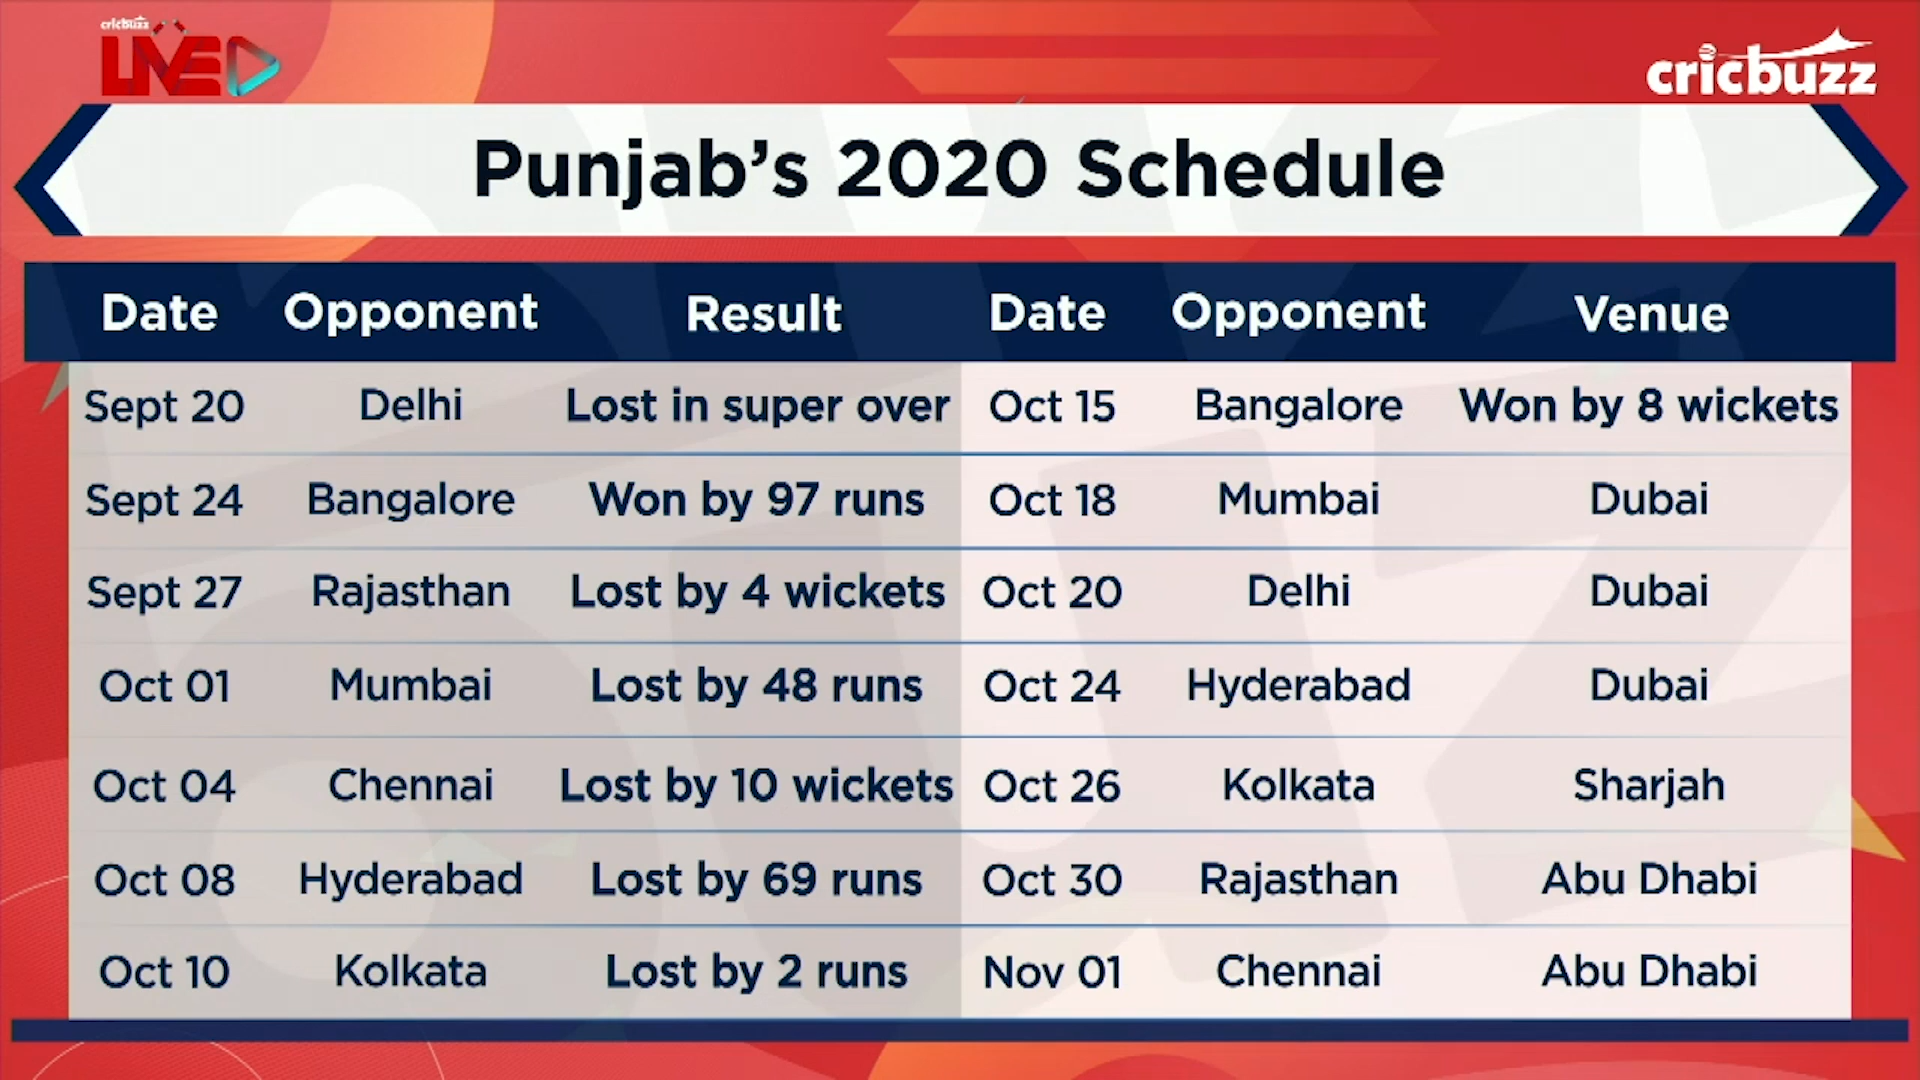 cricbuzz
LIVE
cricbuzz
Punjab's 2020 Schedule
Date Opponent Result Date Opponent Venue
Sept 20 Delhi Lost in super over Oct 15 Bangalore Won by 8 wickets
Sept 24 Bangalore Won by 97 runs Oct 18 Mumbai Dubai
Sept 27 Rajasthan Lost by 4 wickets Oct 20 Delhi Dubai
Oct 01 Mumbai Lost by 48 runs Oct 24 Hyderabad Dubai
Oct 04 Chennai Lost by 10 wickets Oct 26 Kolkata Sharjah
Oct 08 Hyderabad Lost by 69 runs Oct 30 Rajasthan Abu Dhabi
Oct 10 Kolkata Lost by 2 runs Nov 01 Chennai Abu Dhabi